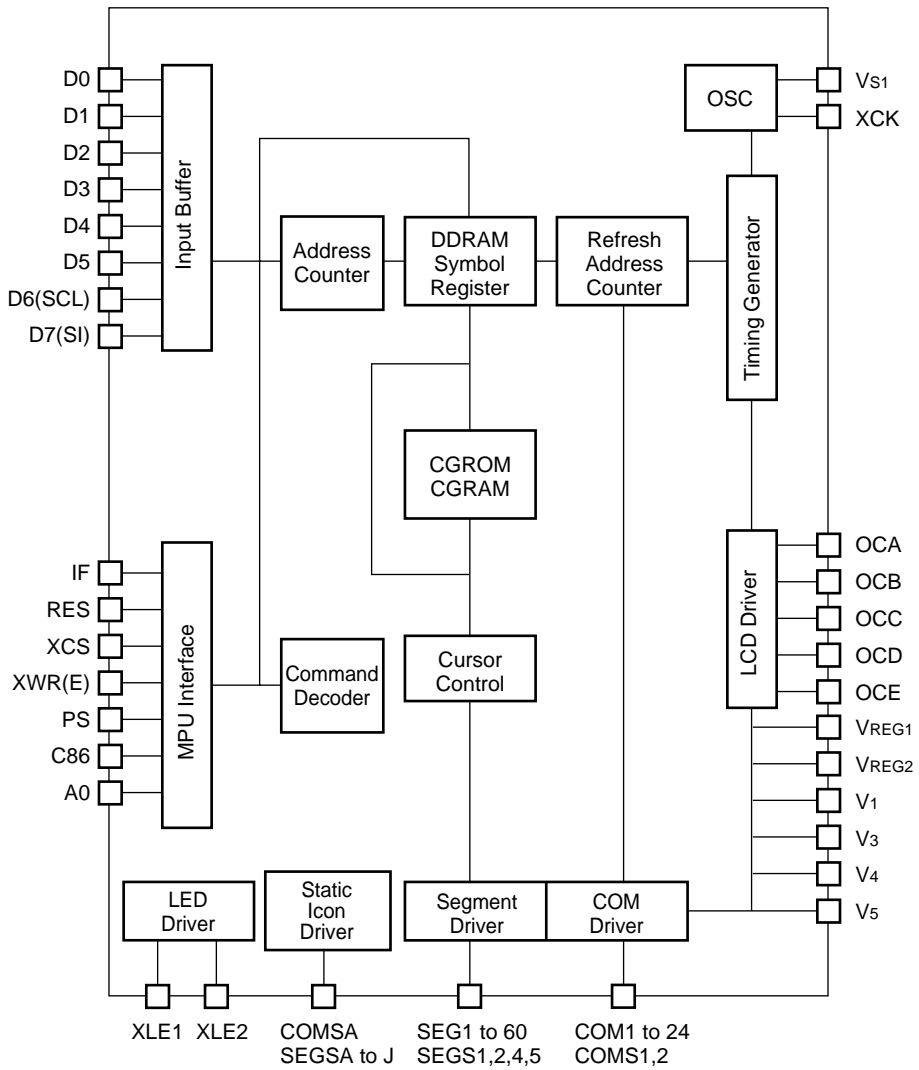 D0
D1
D2
D3
D4
D5
D6(SCL)
D7(SI)
Input Buffer
Address
Counter
DDRAM
Symbol
Register
Refresh
Address
Counter
OSC
VS1
XCK
Timing Generator
CGROM
CGRAM
IF
RES
XCS
XWR(E)
PS
C86
A0
MPU Interface
Command
Decoder
Cursor
Control
LCD Driver
OCA
OCB
OCC
OCD
OCE
VREG1
VREG2
V1
V3
V4
V5
LED
Driver
Static
Icon
Driver
Segment
Driver
COM
Driver
XLE1
XLE2
COMSA
SEGSA to J
SEG1 to 60
SEGS1,2,4,5
COM1 to 24
COMS1,2